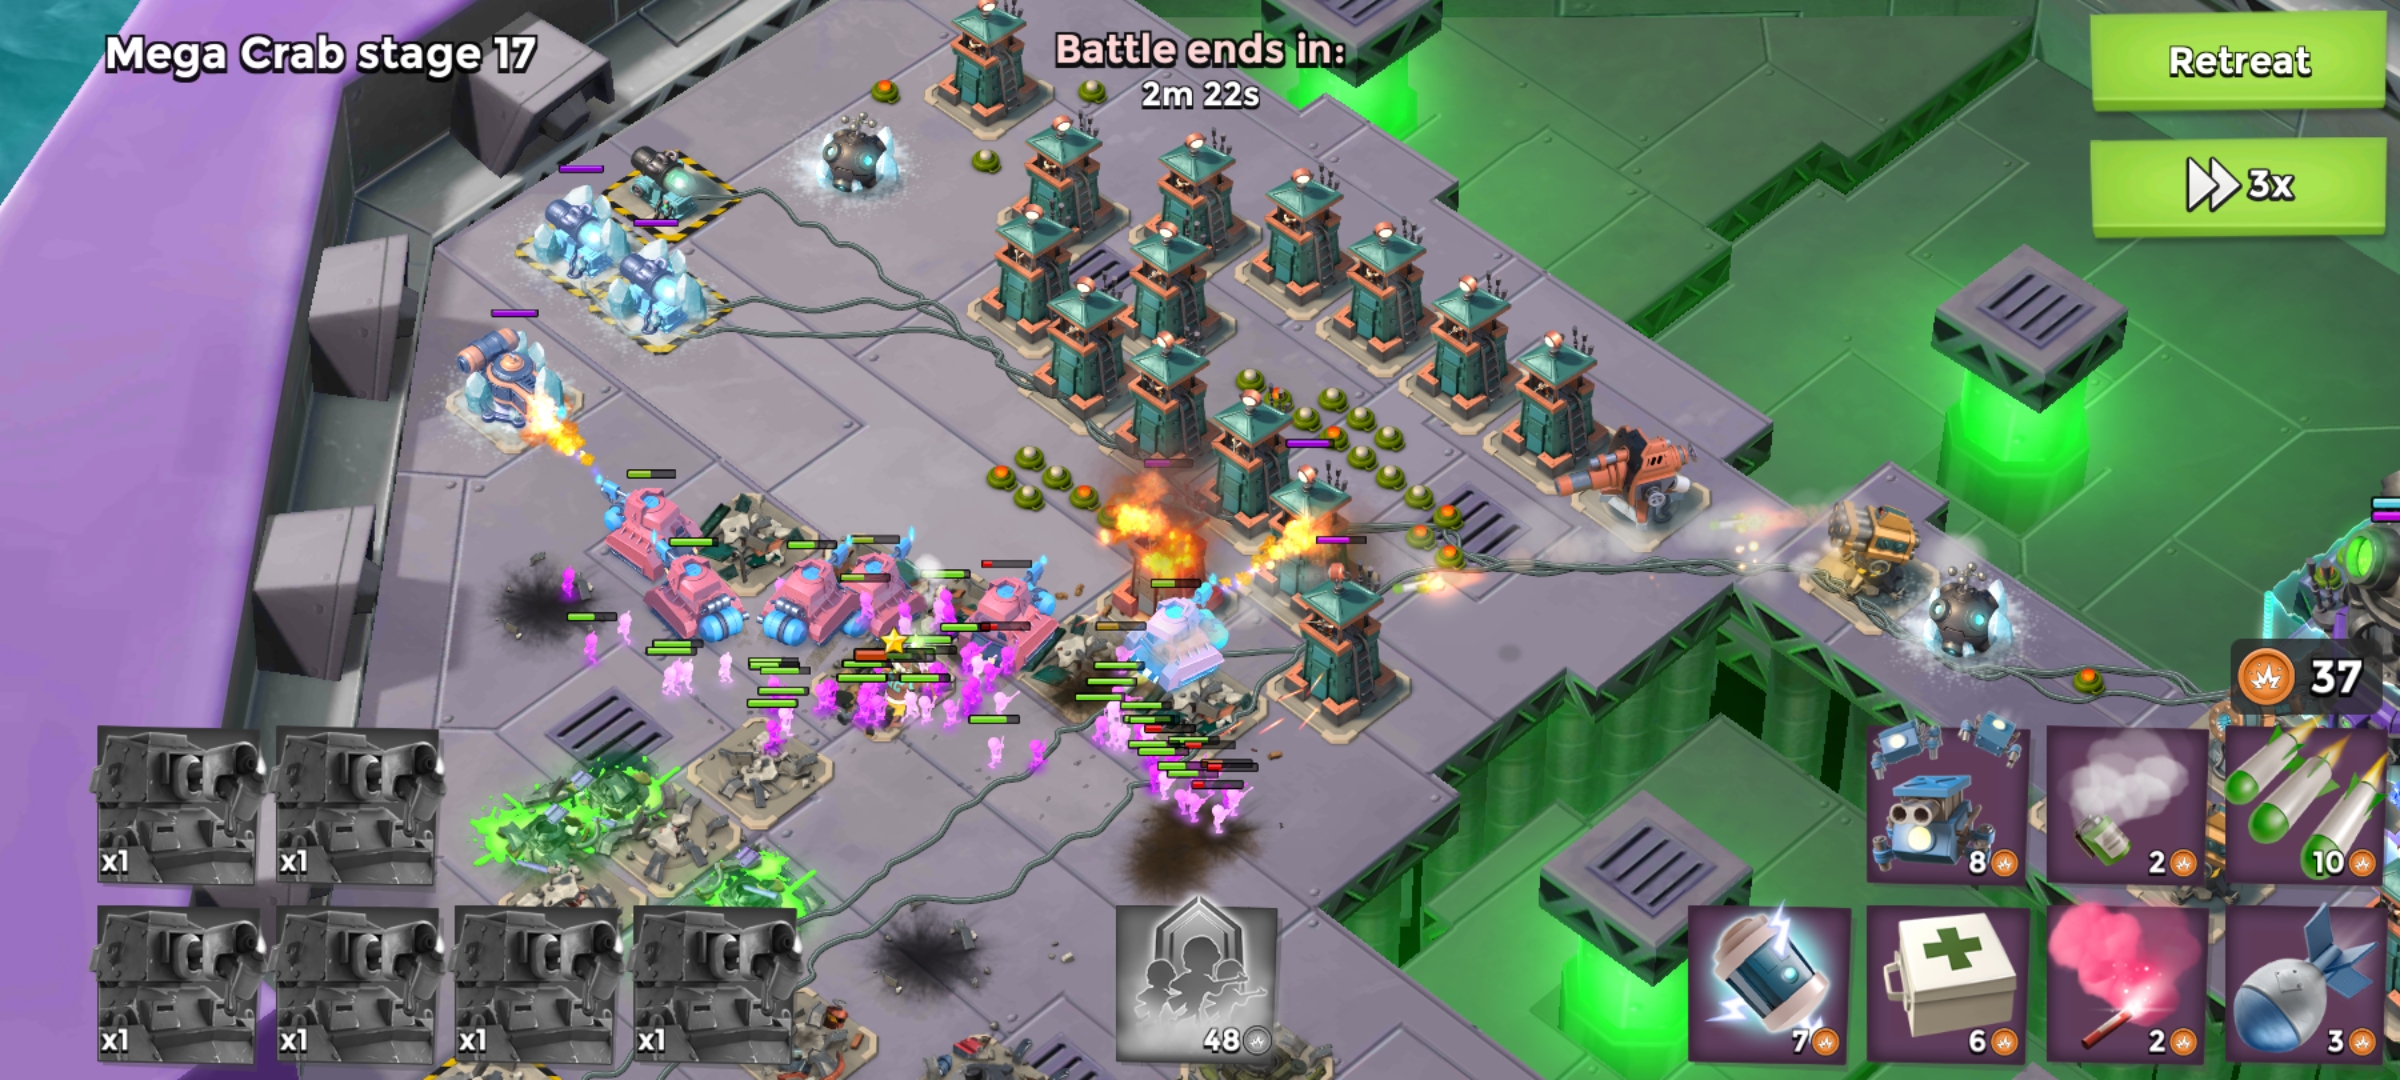 Mega Crab stage 17
Battle ends in:
2m 22s
Retreat
3x
37
8
2
10
x1
x1
x1
x1
x1
x1
48
7
6
2
3